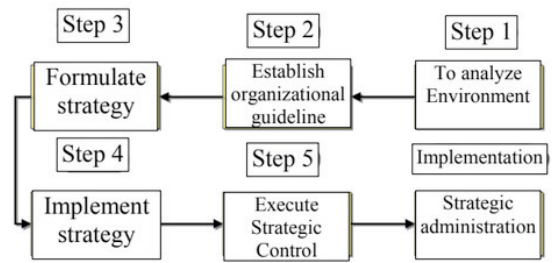 Step 3
Step 2
Step 1
Formulate
strategy
Establish
organizational
guideline
To analyze
Environment
Step 4
Step 5
Implementation
Implement
strategy
Execute
Strategic
Control
Strategic
administration